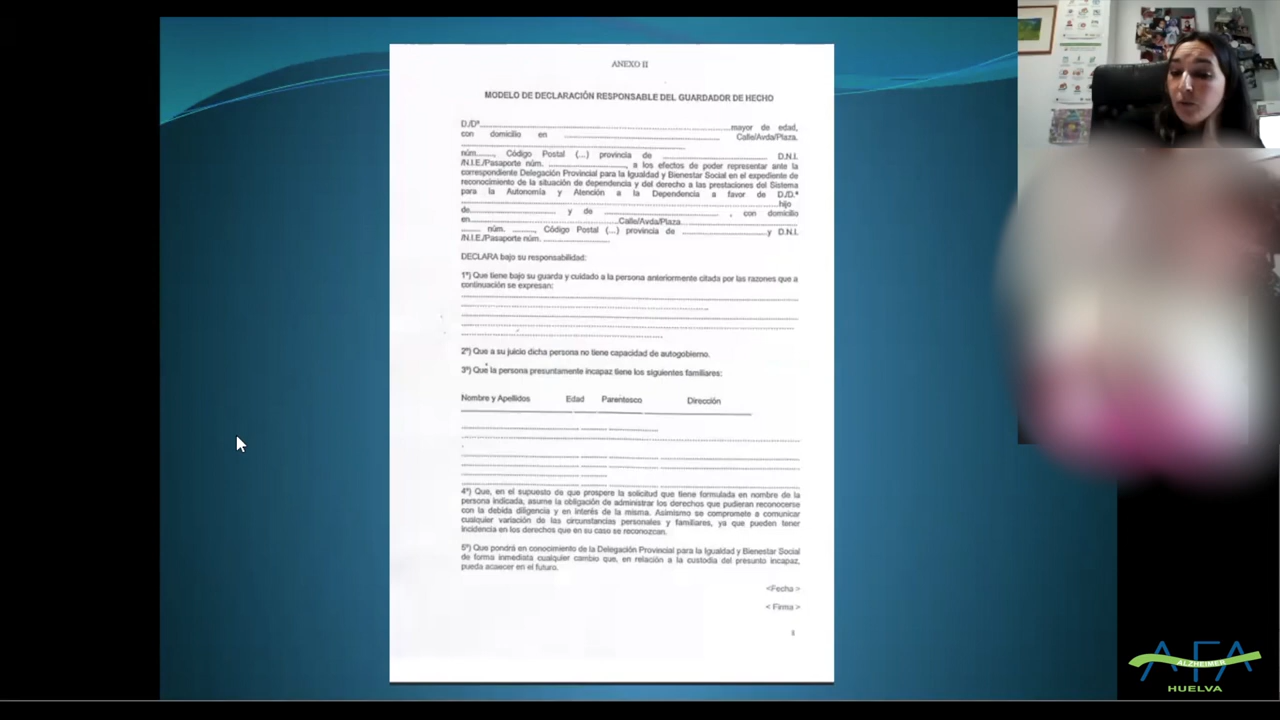 ANEXO II
MODELO DE DECLARACIÓN RESPONSABLE DEL GUARDADOR DE HECHO
D./Dª..........................................................................mayor de edad,
con domicilio en .............................................. Calle/Avda/Plaza.
..................................................................
núm......., Código Postal (...) provincia de .............................. D.N.I.
/N.I.E./Pasaporte núm. ........................, a los efectos de poder representar ante la
correspondiente Delegación Provincial para la Igualdad y Bienestar Social en el expediente de
reconocimiento de la situación de dependencia y del derecho a las prestaciones del Sistema
para la Autonomía y Atención a la Dependencia a favor de D./D.ª
..........................................................................................hijo
de.......................... y de ................................... , con domicilio
en..............................................Calle/Avda/Plaza...................................
...... núm. ......., Código Postal (...) provincia de ..........................y D.N.I.
/N.I.E./Pasaporte núm. ....................
DECLARA bajo su responsabilidad:
1º) Que tiene bajo su guarda y cuidado a la persona anteriormente citada por las razones que a
continuación se expresan:
2º) Que a su juicio dicha persona no tiene capacidad de autogobierno.
3º) Que la persona presuntamente incapaz tiene los siguientes familiares:
Nombre y Apellidos Edad Parentesco Dirección
4º) Que, en el supuesto de que prospere la solicitud que tiene formulada en nombre de la
persona indicada, asume la obligación de administrar los derechos que pudieran reconocerse
con la debida diligencia y en interés de la misma. Asimismo se compromete a comunicar
cualquier variación de las circunstancias personales y familiares, ya que pueden tener
incidencia en los derechos que en su caso se reconozcan.
5º) Que pondrá en conocimiento de la Delegación Provincial para la Igualdad y Bienestar Social
de forma inmediata cualquier cambio que, en relación a la custodia del presunto incapaz,
pueda acaecer en el futuro.
<Fecha >
< Firma >
AFA
ALZHEIMER
HUELVA